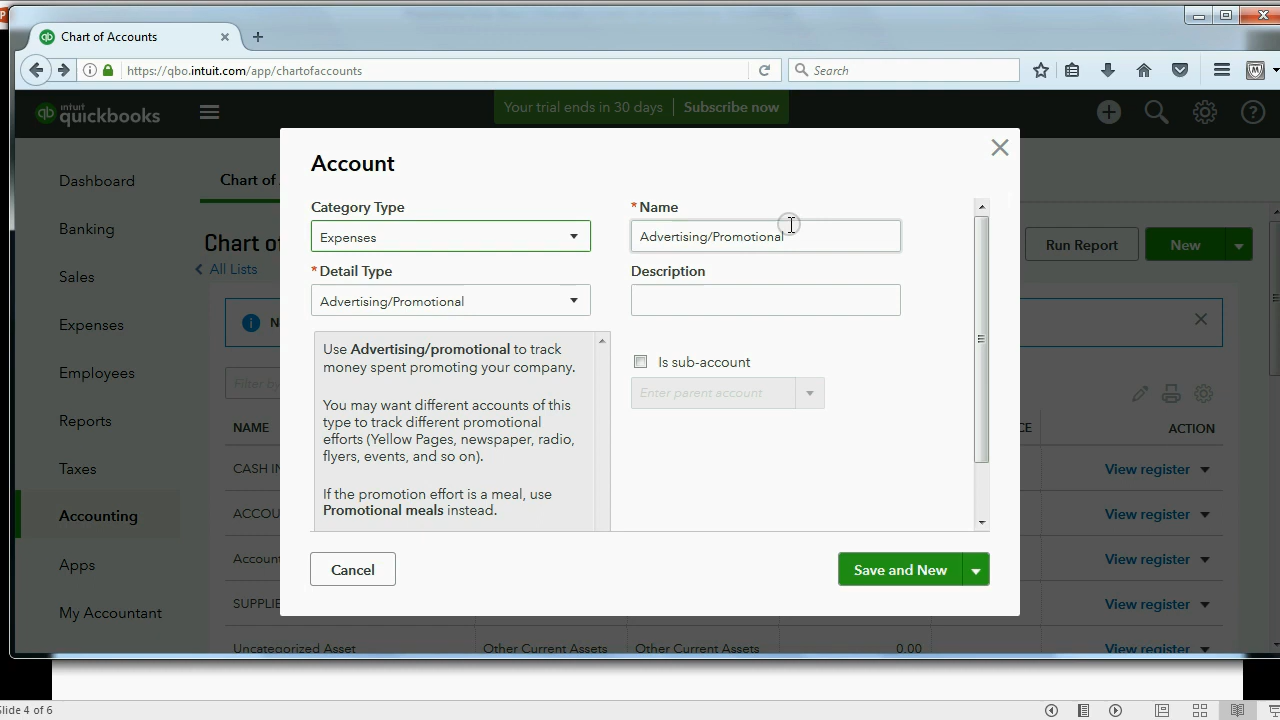 Chart of Accounts
https://qbo.intuit.com/app/chartofaccounts
Search
intuit
quickbooks
Your trial ends in 30 days
Subscribe now
Account
Dashboard
Banking
Sales
Expenses
Employees
Reports
Taxes
Accounting
Apps
My Accountant
Chart of
Chart of
All Lists
Run Report
New
N
Filter by
NAME
CE
ACTION
CASH IN
View register
ACCOU
View register
Account
View register
SUPPLIE
View register
Uncategorized Asset
Other Current Assets
Other Current Assets
0.00
View register
Category Type
* Name
Expenses
Advertising/Promotional
* Detail Type
Description
Advertising/Promotional
Use Advertising/promotional to track
money spent promoting your company.
You may want different accounts of this
type to track different promotional
efforts (Yellow Pages, newspaper, radio,
flyers, events, and so on).
If the promotion effort is a meal, use
Promotional meals instead.
Is sub-account
Enter parent account
Cancel
Save and New
Slide 4 of 6